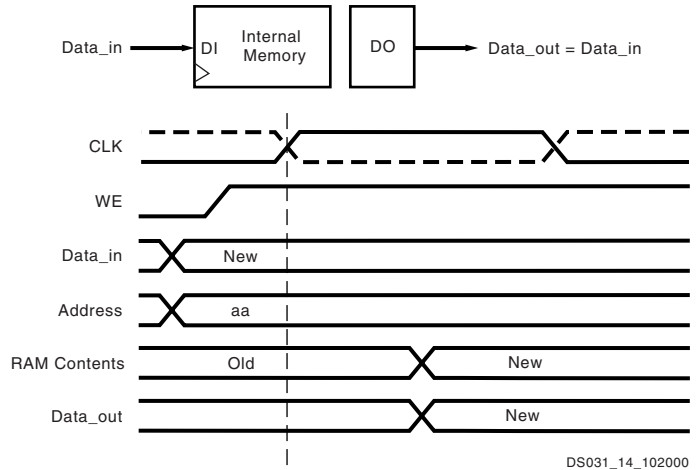 Data_in
DI
Internal
Memory
DO
Data_out = Data_in
CLK
WE
Data_in
New
Address
aa
RAM Contents
Old
New
Data_out
New
DS031_14_102000